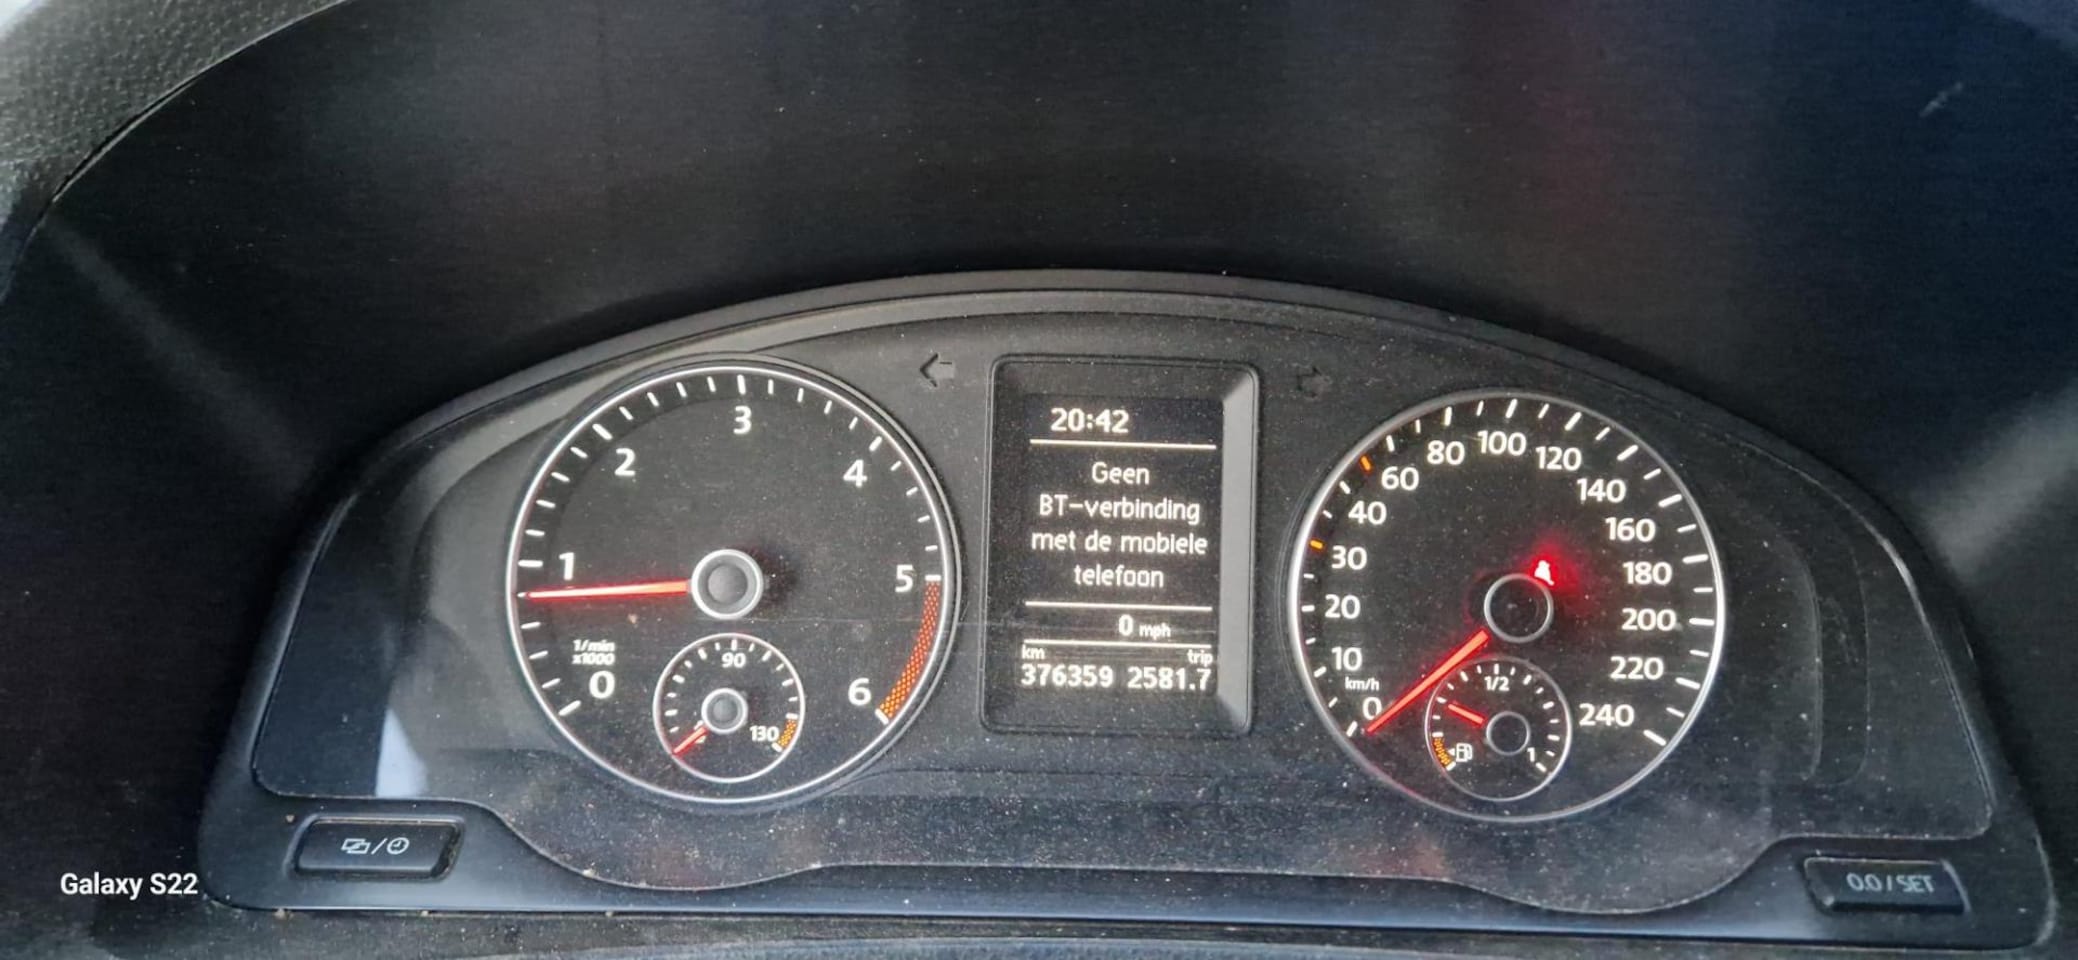 20:42
Geen
BT-verbinding
met de mobiele
telefoon
0 mph
km trip
376359 2581.7
0 1 2 3 4 5 6
1/min
x1000
90
130
0 10 20 30 40 60 80 100 120 140 160 180 200 220 240
km/h
1/2
1
0.0/SET
Galaxy S22